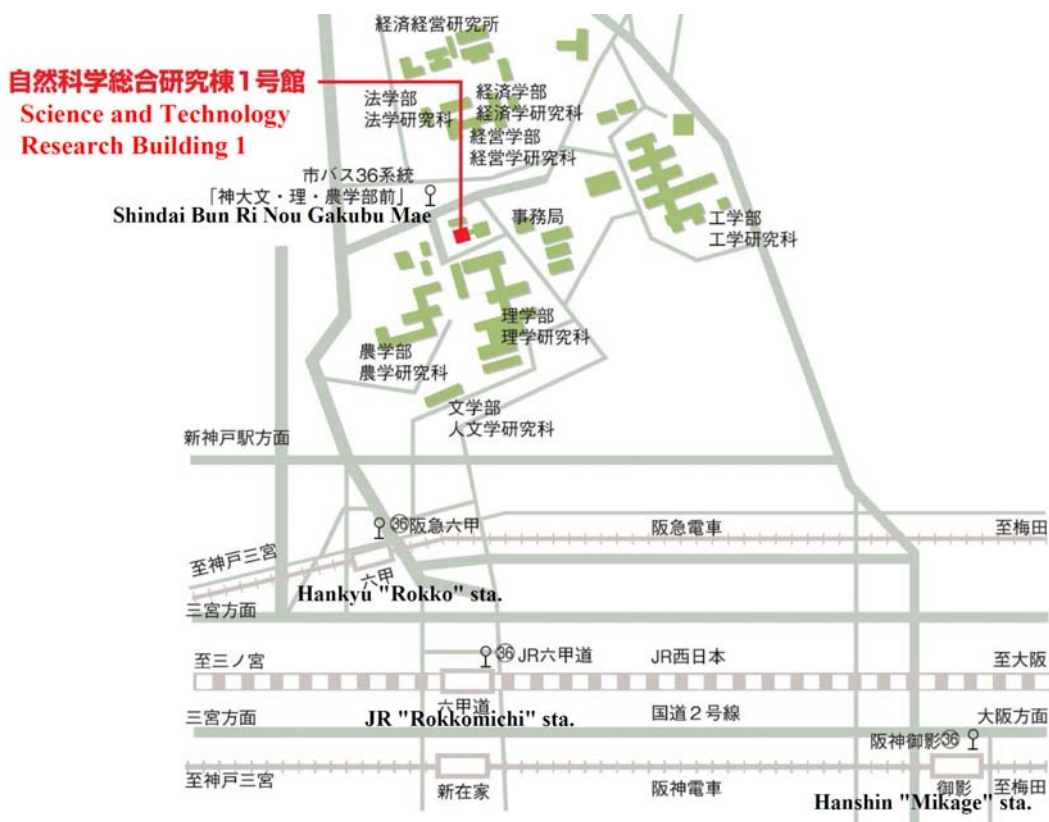 経済経営研究所
自然科学総合研究棟1号館
Science and Technology
Research Building 1
法学部
法学研究科
経済学部
経済学研究科
経営学部
経営学研究科
市バス36系統
「神大文・理・農学部前」
Shindai Bun Ri Nou Gakubu Mae
事務局
工学部
工学研究科
理学部
理学研究科
農学部
農学研究科
文学部
人文学研究科
新神戸駅方面
㊱阪急六甲
阪急電車
至梅田
至神戸三宮
六甲
Hankyu "Rokko" sta.
三宮方面
㊱JR六甲道
至三ノ宮
JR西日本
至大阪
六甲道
JR "Rokkomichi" sta.
三宮方面
国道2号線
大阪方面
阪神御影㊱
至神戸三宮
新在家
阪神電車
御影
至梅田
Hanshin "Mikage" sta.